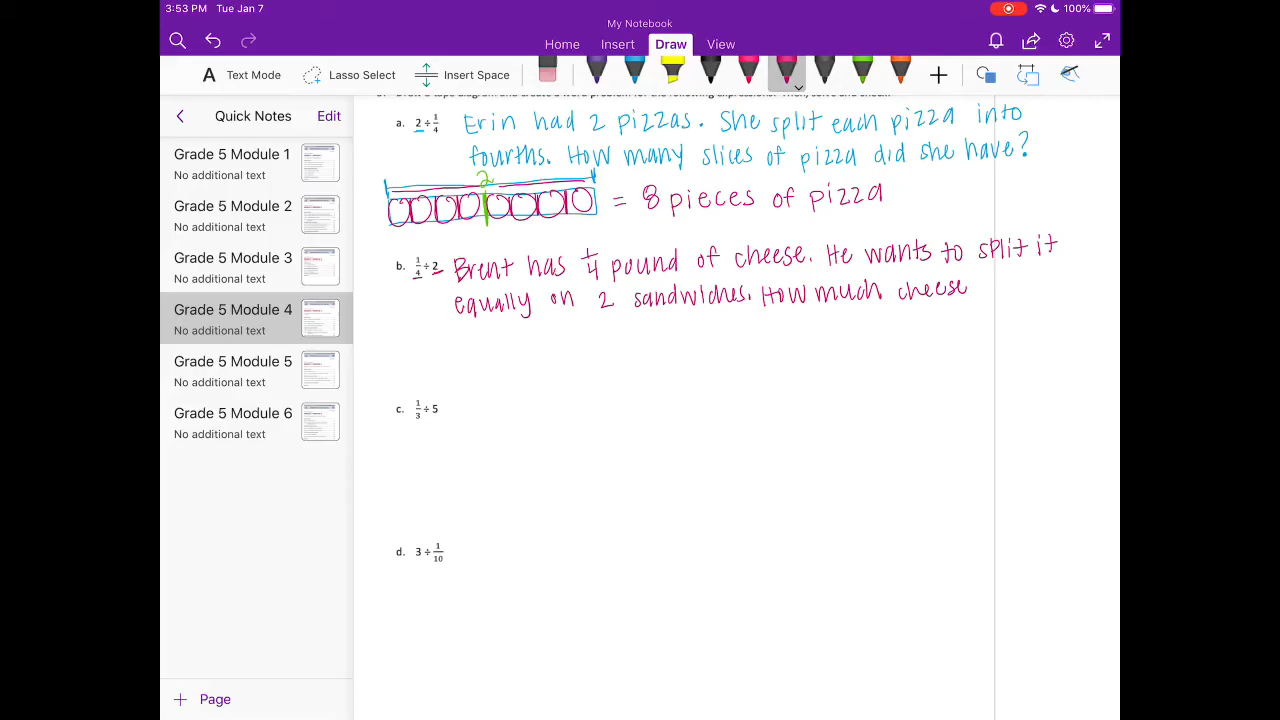 3:53 PM Tue Jan 7
100%
My Notebook
Home Insert Draw View
Text Mode Lasso Select Insert Space
Quick Notes Edit
Grade 5 Module 1
No additional text
Grade 5 Module 2
No additional text
Grade 5 Module 3
No additional text
Grade 5 Module 4
No additional text
Grade 5 Module 5
No additional text
Grade 5 Module 6
No additional text
Page
a. 2 ÷ 1/4 Erin had 2 pizzas. She split each pizza into
fourths. How many slices of pizza did she have?
2
= 8 pieces of pizza
b. 1/4 ÷ 2 Brent has 1/4 pound of cheese. He wants to split it
equally on 2 sandwiches. How much cheese
1/3 ÷ 5
d. 3 ÷ 1/10